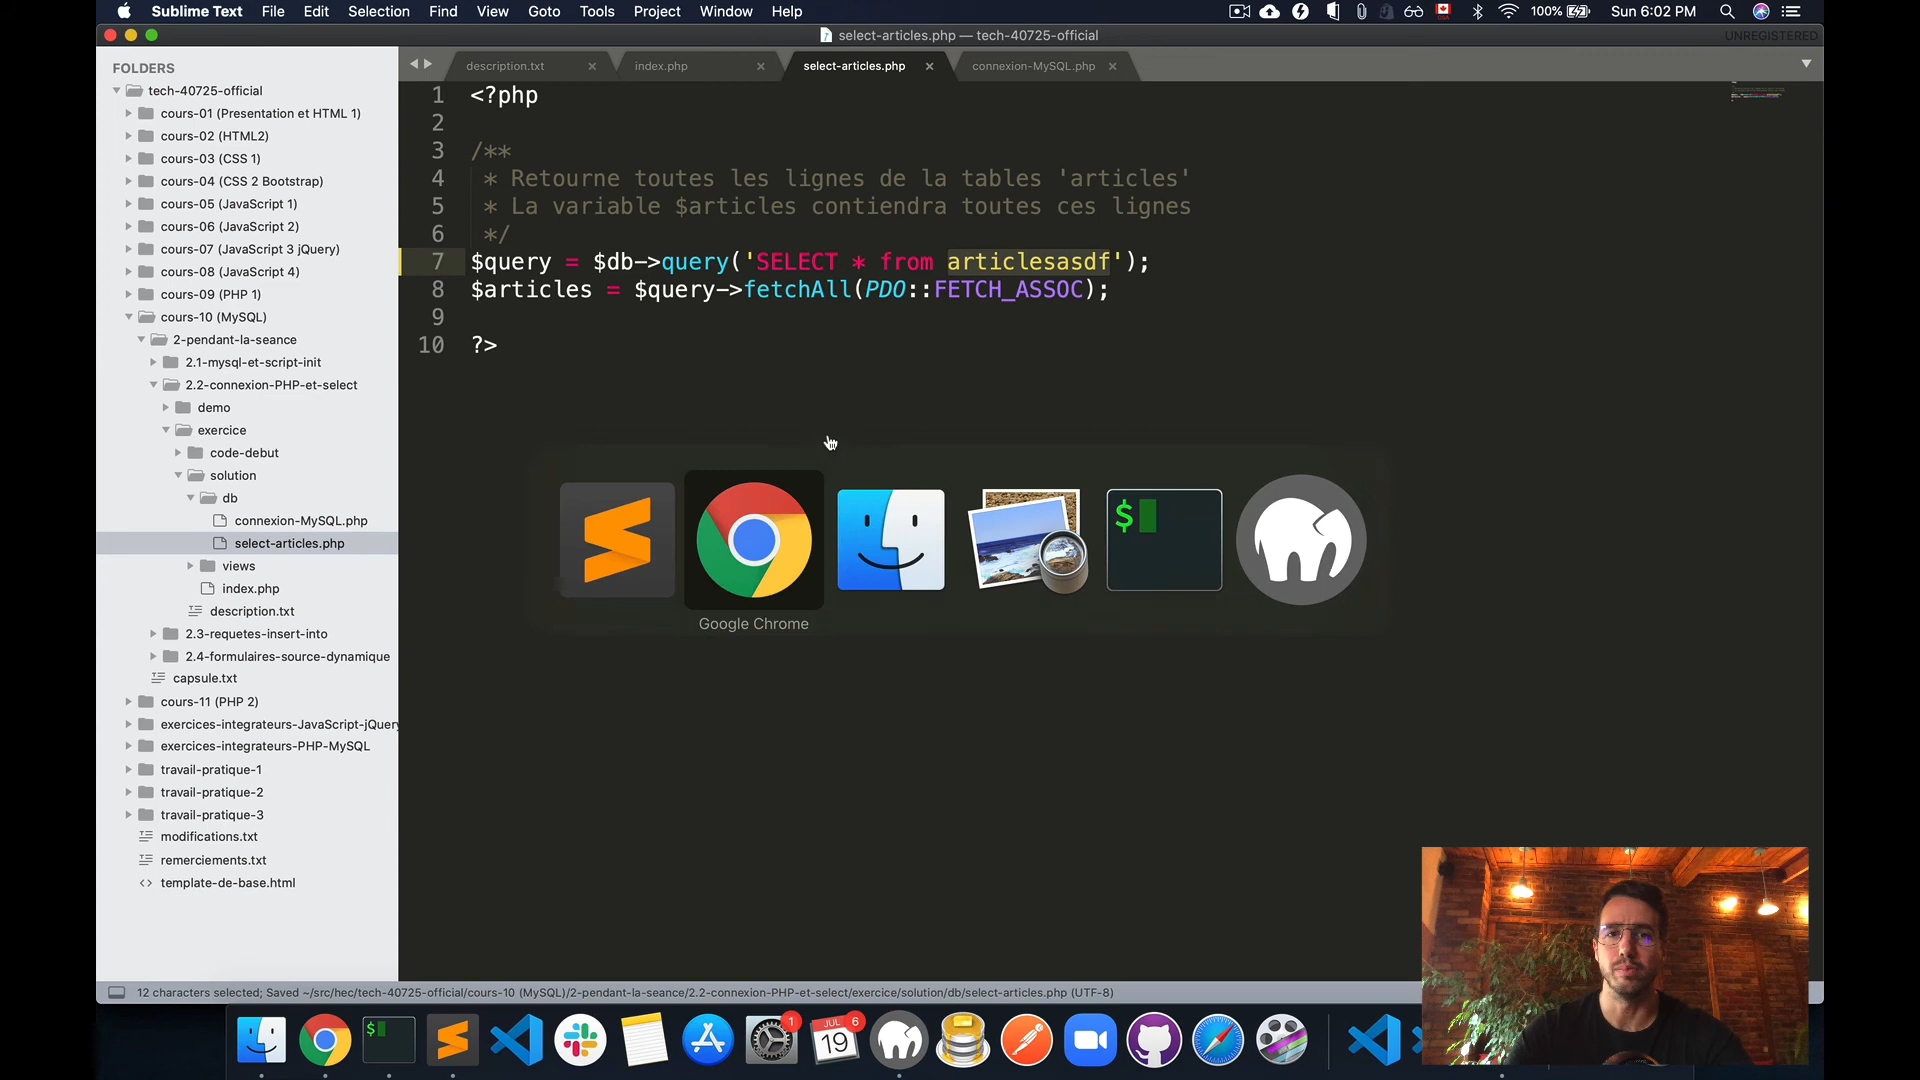 Sublime Text File Edit Selection Find View Goto Tools Project Window Help
100% Sun 6:02 PM
select-articles.php — tech-40725-official
UNREGISTERED
FOLDERS
tech-40725-official
cours-01 (Presentation et HTML 1)
cours-02 (HTML2)
cours-03 (CSS 1)
cours-04 (CSS 2 Bootstrap)
cours-05 (JavaScript 1)
cours-06 (JavaScript 2)
cours-07 (JavaScript 3 jQuery)
cours-08 (JavaScript 4)
cours-09 (PHP 1)
cours-10 (MySQL)
2-pendant-la-seance
2.1-mysql-et-script-init
2.2-connexion-PHP-et-select
demo
exercice
code-debut
solution
db
connexion-MySQL.php
select-articles.php
views
index.php
description.txt
2.3-requetes-insert-into
2.4-formulaires-source-dynamique
capsule.txt
cours-11 (PHP 2)
exercices-integrateurs-JavaScript-jQuery
exercices-integrateurs-PHP-MySQL
travail-pratique-1
travail-pratique-2
travail-pratique-3
modifications.txt
remerciements.txt
template-de-base.html
description.txt
index.php
select-articles.php
connexion-MySQL.php
1 <?php
2
3 /**
4 * Retourne toutes les lignes de la tables 'articles'
5 * La variable $articles contiendra toutes ces lignes
6 */
7 $query = $db->query('SELECT * from articlesasdf');
8 $articles = $query->fetchAll(PDO::FETCH_ASSOC);
9
10 ?>
$
Google Chrome
12 characters selected; Saved ~/src/hec/tech-40725-official/cours-10 (MySQL)/2-pendant-la-seance/2.2-connexion-PHP-et-select/exercice/solution/db/select-articles.php (UTF-8)
$
1
JUL 6
19